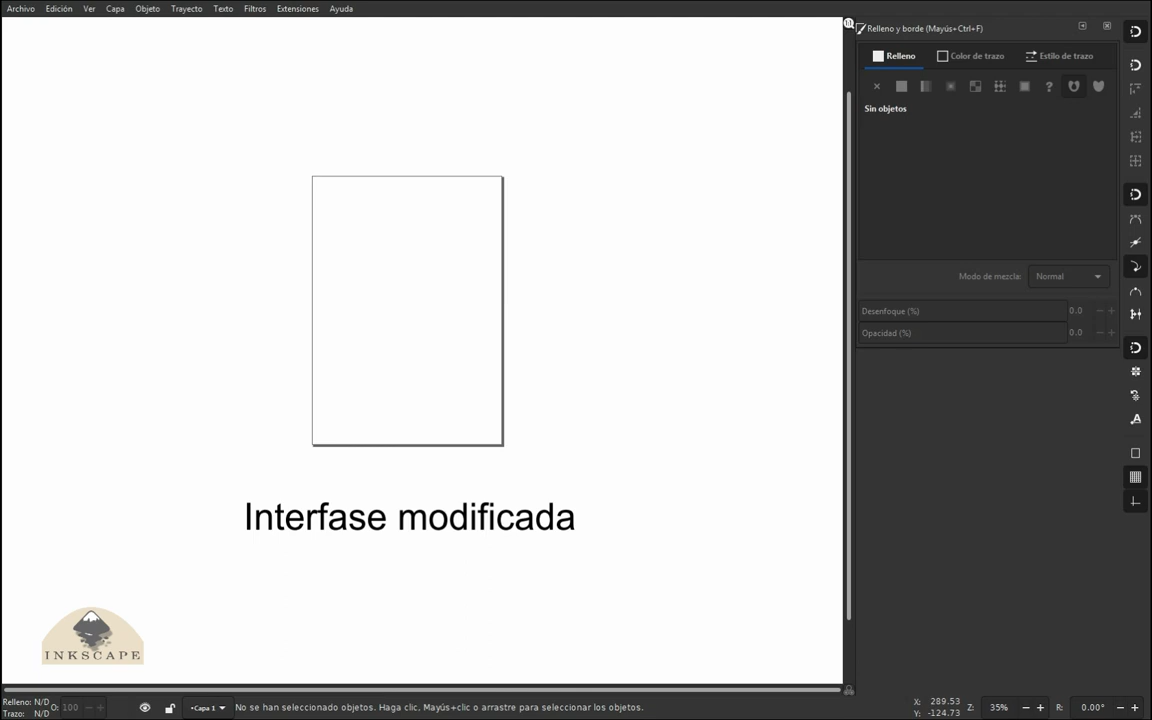 Archivo Edición Ver Capa Objeto Trayecto Texto Filtros Extensiones Ayuda
Relleno y borde (Mayús+Ctrl+F)
Relleno Color de trazo Estilo de trazo
?
Sin objetos
Modo de mezcla: Normal
Desenfoque (%) 0.0
Opacidad (%) 0.0
Interfase modificada
INKSCAPE
Relleno: N/D
Trazo: N/D
O: 100
•Capa 1
No se han seleccionado objetos. Haga clic, Mayús+clic o arrastre para seleccionar los objetos.
X: 289.53
Y: -124.73
Z: 35%
R: 0.00°